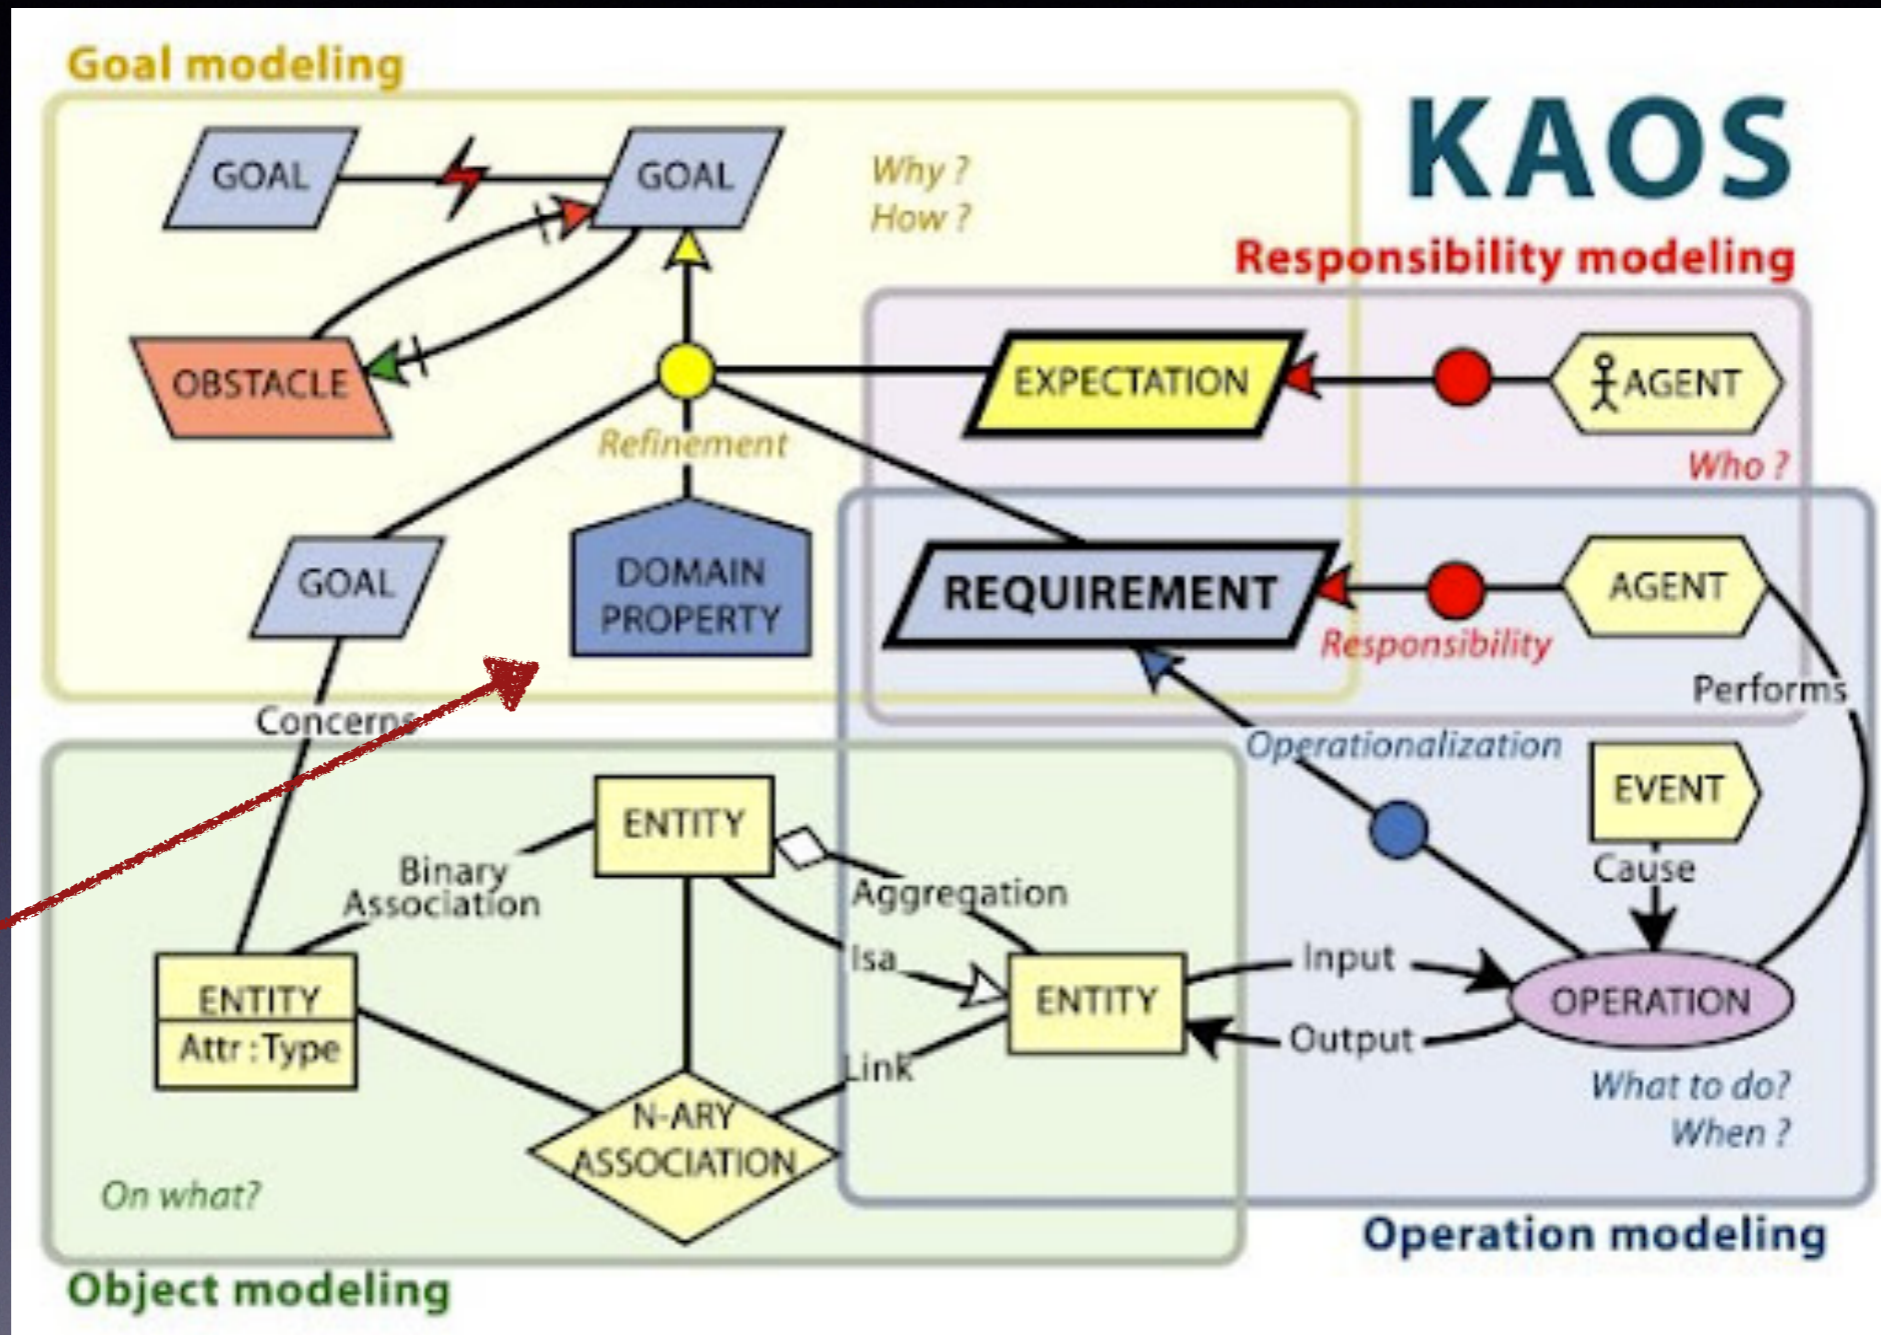 Goal modeling
KAOS
GOAL
GOAL
Why ?
How ?
Responsibility modeling
OBSTACLE
EXPECTATION
AGENT
Refinement
Who ?
GOAL
DOMAIN
PROPERTY
REQUIREMENT
AGENT
Responsibility
Performs
Concerns
Operationalization
EVENT
ENTITY
Cause
Binary
Association
Aggregation
Isa
Input
ENTITY
Attr : Type
ENTITY
OPERATION
Output
Link
N-ARY
ASSOCIATION
What to do?
When ?
On what?
Operation modeling
Object modeling